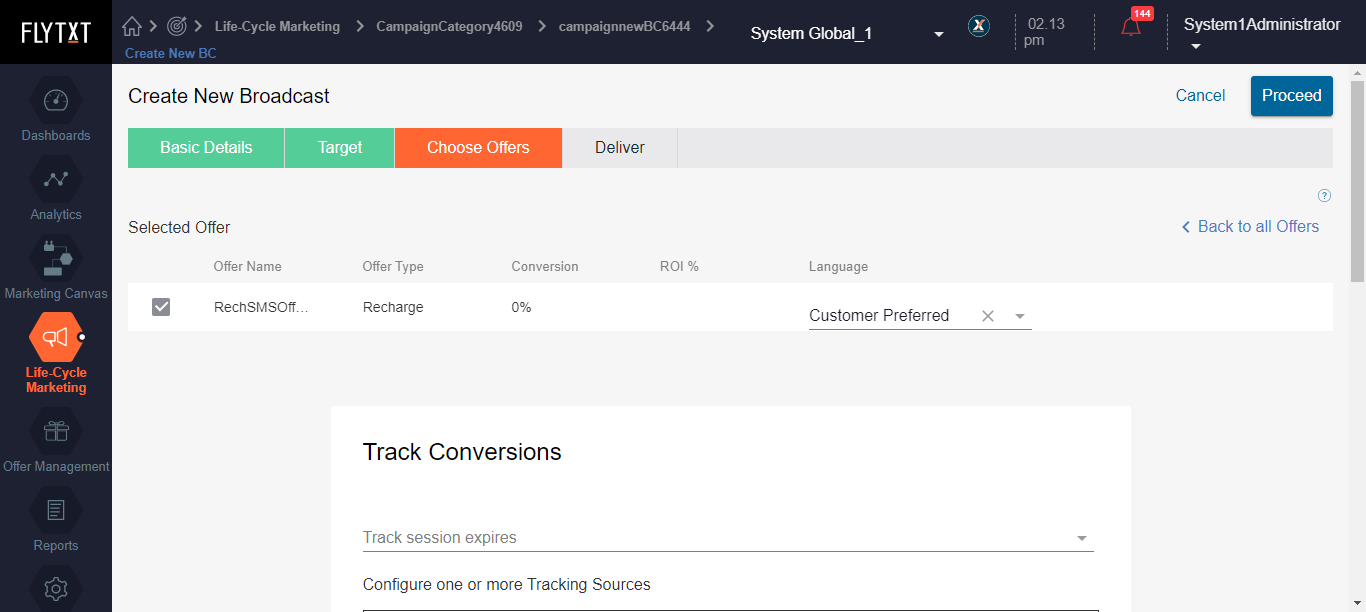 FLYTXT
Life-Cycle Marketing
CampaignCategory4609
campaignnewBC6444
Create New BC
System Global_1
X
02.13
pm
144
System1Administrator
Dashboards
Analytics
Marketing Canvas
Life-Cycle
Marketing
Offer Management
Reports
Create New Broadcast
Cancel
Proceed
Basic Details
Target
Choose Offers
Deliver
?
Selected Offer
Back to all Offers
Offer Name
Offer Type
Conversion
ROI %
Language
RechSMSOff...
Recharge
0%
Customer Preferred
Track Conversions
Track session expires
Configure one or more Tracking Sources